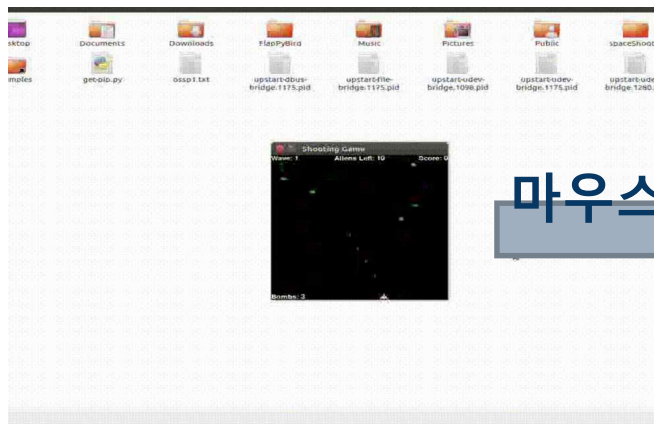 sktop Documents Downloads FlapPyBird Music Pictures Public spaceShoot
mples get-pip.py ossp1.txt upstart-dbus-bridge.1175.pid upstart-file-bridge.1175.pid upstart-udev-bridge.1098.pid upstart-udev-bridge.1175.pid upstart-ude bridge.1280.
Shooting Game
Wave: 1 Aliens Left: 19 Score: 0
마우스
Bombs: 3